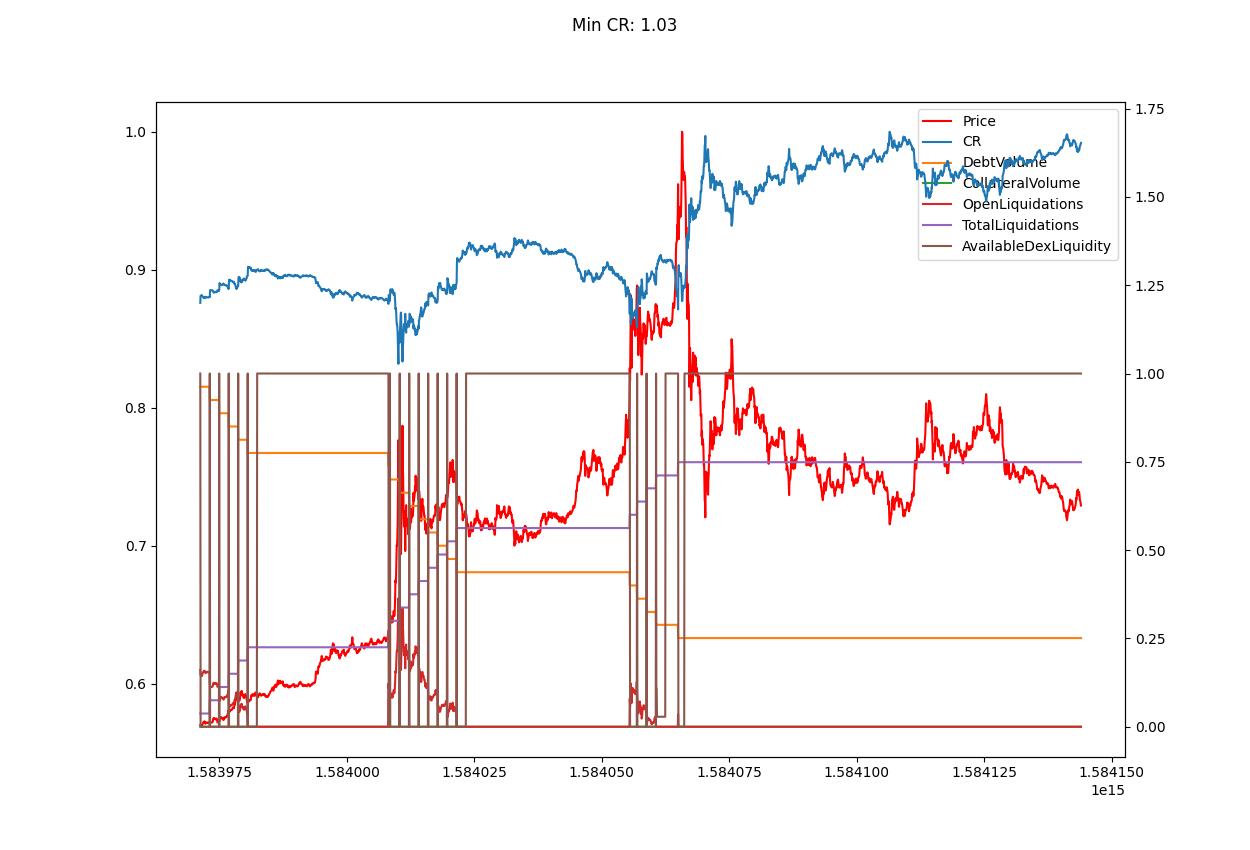 Min CR: 1.03
1.0
0.9
0.8
0.7
0.6
1.75
1.50
1.25
1.00
0.75
0.50
0.25
0.00
Price
CR
DebtVolume
CollateralVolume
OpenLiquidations
TotalLiquidations
AvailableDexLiquidity
1.583975 1.584000 1.584025 1.584050 1.584075 1.584100 1.584125 1.584150
1e15